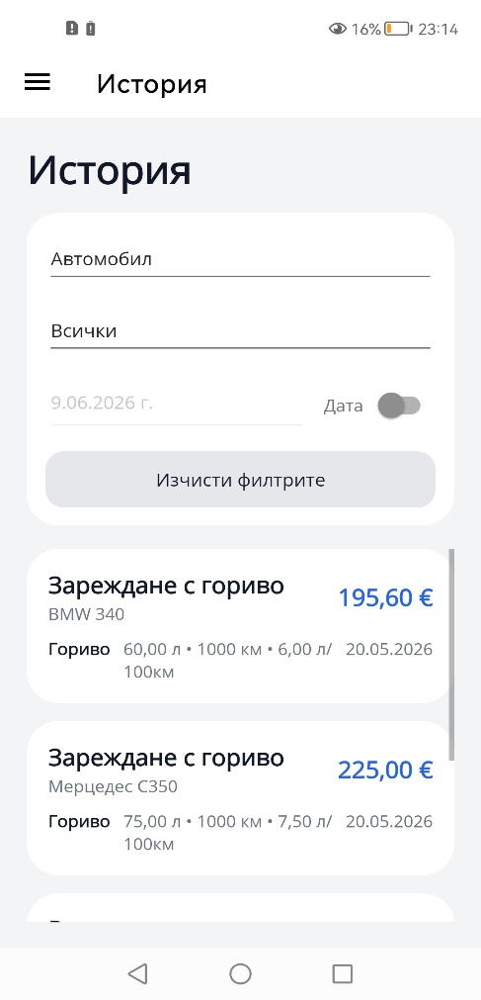 16% 23:14
История
История
Автомобил
Всички
9.06.2026 г.
Дата
Изчисти филтрите
Зареждане с гориво
195,60 €
BMW 340
Гориво 60,00 л • 1000 км • 6,00 л/ 20.05.2026
100км
Зареждане с гориво
225,00 €
Мерцедес C350
Гориво 75,00 л • 1000 км • 7,50 л/ 20.05.2026
100км